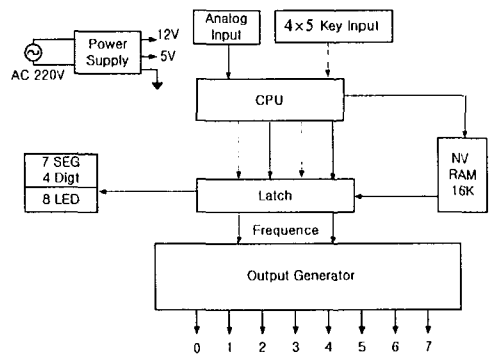 Power
Supply
12V
5V
AC 220V
Analog
Input
4×5 Key Input
CPU
7 SEG
4 Digt
8 LED
Latch
NV
RAM
16K
Frequence
Output Generator
0 1 2 3 4 5 6 7